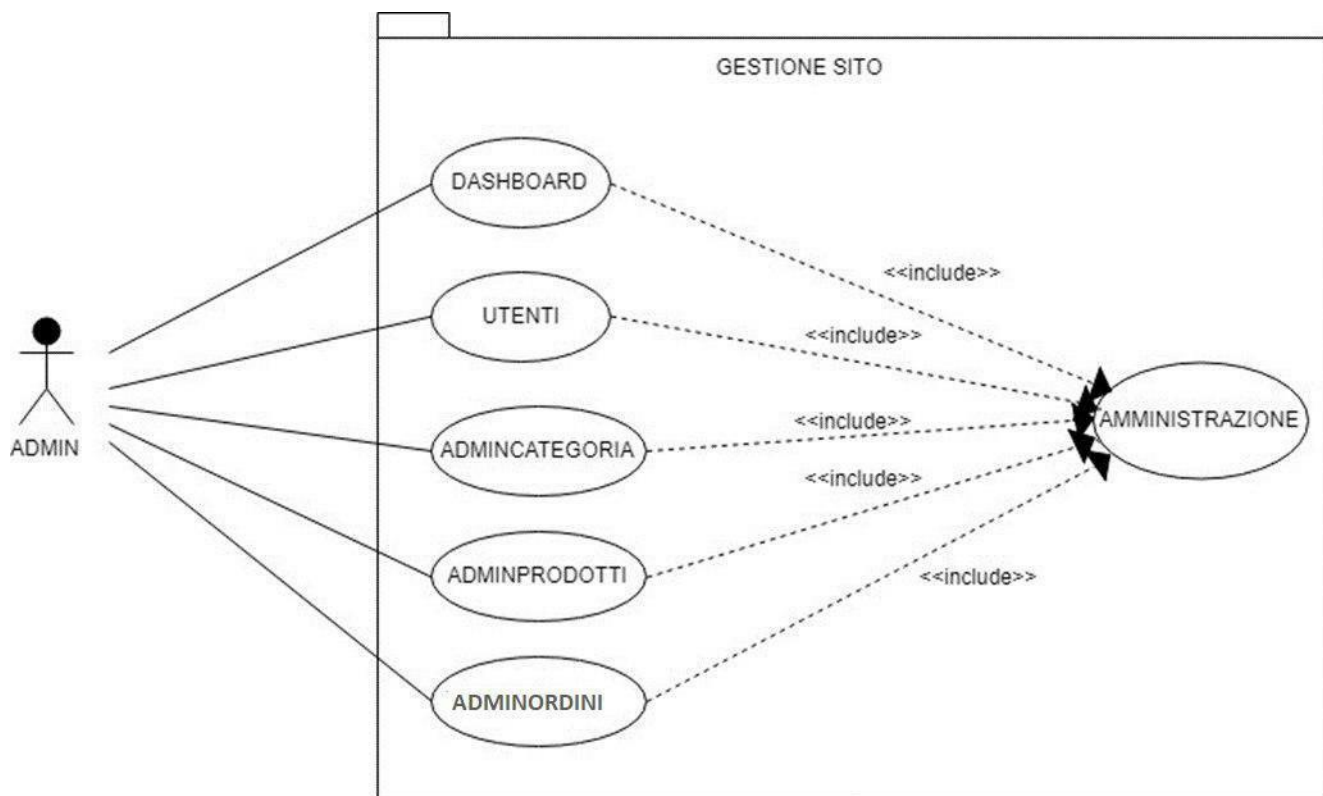 GESTIONE SITO
DASHBOARD
<<include>>
UTENTI
<<include>>
ADMIN
ADMINCATEGORIA
<<include>>
AMMINISTRAZIONE
<<include>>
ADMINPRODOTTI
<<include>>
ADMINORDINI